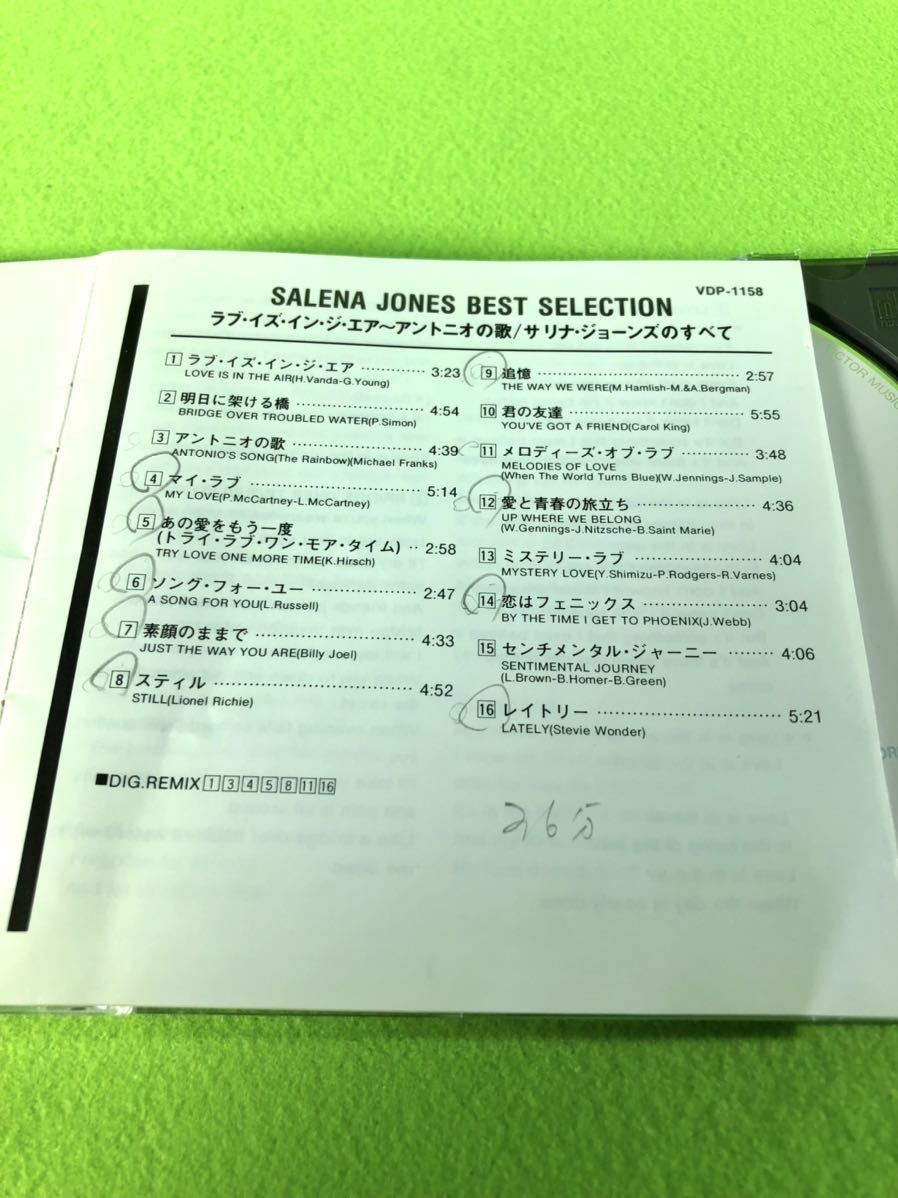 VDP-1158
SALENA JONES BEST SELECTION
ラブ・イズ・イン・ジ・エア〜アントニオの歌/サリナ・ジョーンズのすべて
1 ラブ・イズ・イン・ジ・エア 3:23
LOVE IS IN THE AIR(H.Vanda-G.Young)
2 明日に架ける橋 4:54
BRIDGE OVER TROUBLED WATER(P.Simon)
3 アントニオの歌 4:39
ANTONIO'S SONG(The Rainbow)(Michael Franks)
4 マイ・ラブ 5:14
MY LOVE(P.McCartney-L.McCartney)
5 あの愛をもう一度
(トライ・ラブ・ワン・モア・タイム) 2:58
TRY LOVE ONE MORE TIME(K.Hirsch)
6 ソング・フォー・ユー 2:47
A SONG FOR YOU(L.Russell)
7 素顔のままで 4:33
JUST THE WAY YOU ARE(Billy Joel)
8 スティル 4:52
STILL(Lionel Richie)
9 追憶 2:57
THE WAY WE WERE(M.Hamlish-M.&A.Bergman)
10 君の友達 5:55
YOU'VE GOT A FRIEND(Carol King)
11 メロディーズ・オブ・ラブ 3:48
MELODIES OF LOVE
(When The World Turns Blue)(W.Jennings-J.Sample)
12 愛と青春の旅立ち 4:36
UP WHERE WE BELONG
(W.Gennings-J.Nitzsche-B.Saint Marie)
13 ミステリー・ラブ 4:04
MYSTERY LOVE(Y.Shimizu-P.Rodgers-R.Varnes)
14 恋はフェニックス 3:04
BY THE TIME I GET TO PHOENIX(J.Webb)
15 センチメンタル・ジャーニー 4:06
SENTIMENTAL JOURNEY
(L.Brown-B.Homer-B.Green)
16 レイトリー 5:21
LATELY(Stevie Wonder)
■DIG.REMIX 1 3 4 5 8 11 16
26分